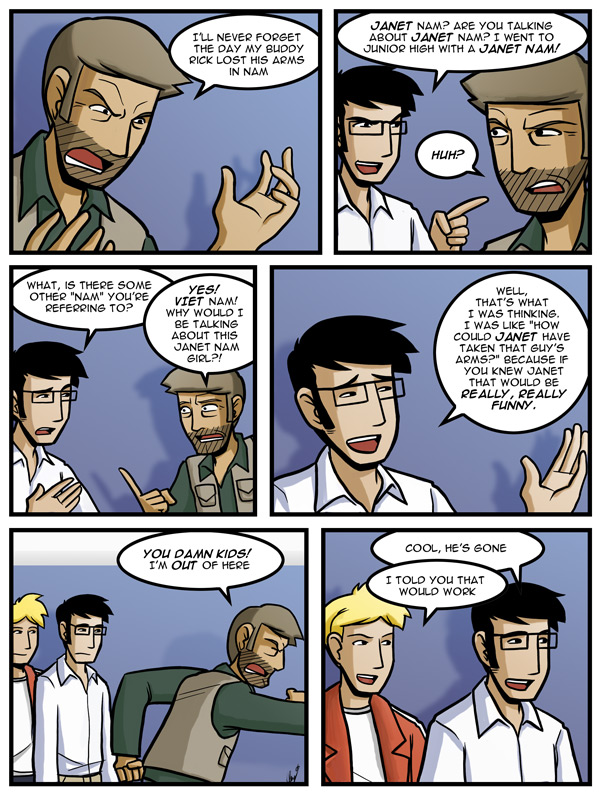 I'LL NEVER FORGET
THE DAY MY BUDDY
RICK LOST HIS ARMS
IN NAM
JANET NAM? ARE YOU TALKING
ABOUT JANET NAM? I WENT TO
JUNIOR HIGH WITH A JANET NAM!
HUH?
WHAT, IS THERE SOME
OTHER "NAM" YOU'RE
REFERRING TO?
YES!
VIET NAM!
WHY WOULD I
BE TALKING
ABOUT THIS
JANET NAM
GIRL?!
WELL,
THAT'S WHAT
I WAS THINKING.
I WAS LIKE "HOW
COULD JANET HAVE
TAKEN THAT GUY'S
ARMS?" BECAUSE IF
YOU KNEW JANET
THAT WOULD BE
REALLY, REALLY
FUNNY.
YOU DAMN KIDS!
I'M OUT OF HERE
COOL, HE'S GONE
I TOLD YOU THAT
WOULD WORK